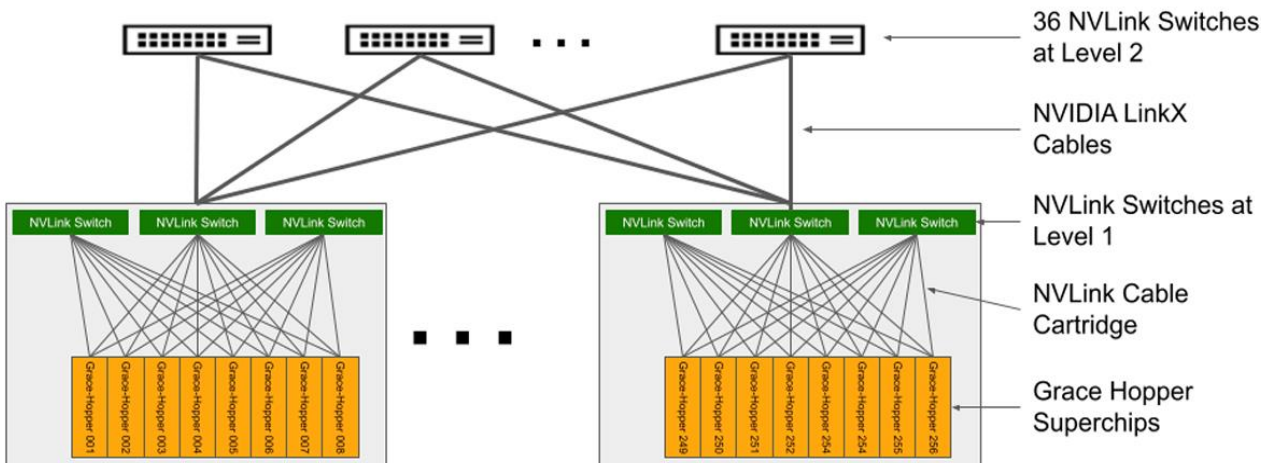 36 NVLink Switches
at Level 2
NVIDIA LinkX
Cables
NVLink Switch
NVLink Switch
NVLink Switch
NVLink Switch
NVLink Switch
NVLink Switch
NVLink Switches at
Level 1
NVLink Cable
Cartridge
Grace-Hopper 001
Grace-Hopper 002
Grace-Hopper 003
Grace-Hopper 004
Grace-Hopper 005
Grace-Hopper 006
Grace-Hopper 007
Grace-Hopper 008
Grace-Hopper 249
Grace-Hopper 250
Grace-Hopper 251
Grace-Hopper 252
Grace-Hopper 254
Grace-Hopper 254
Grace-Hopper 255
Grace-Hopper 256
Grace Hopper
Superchips